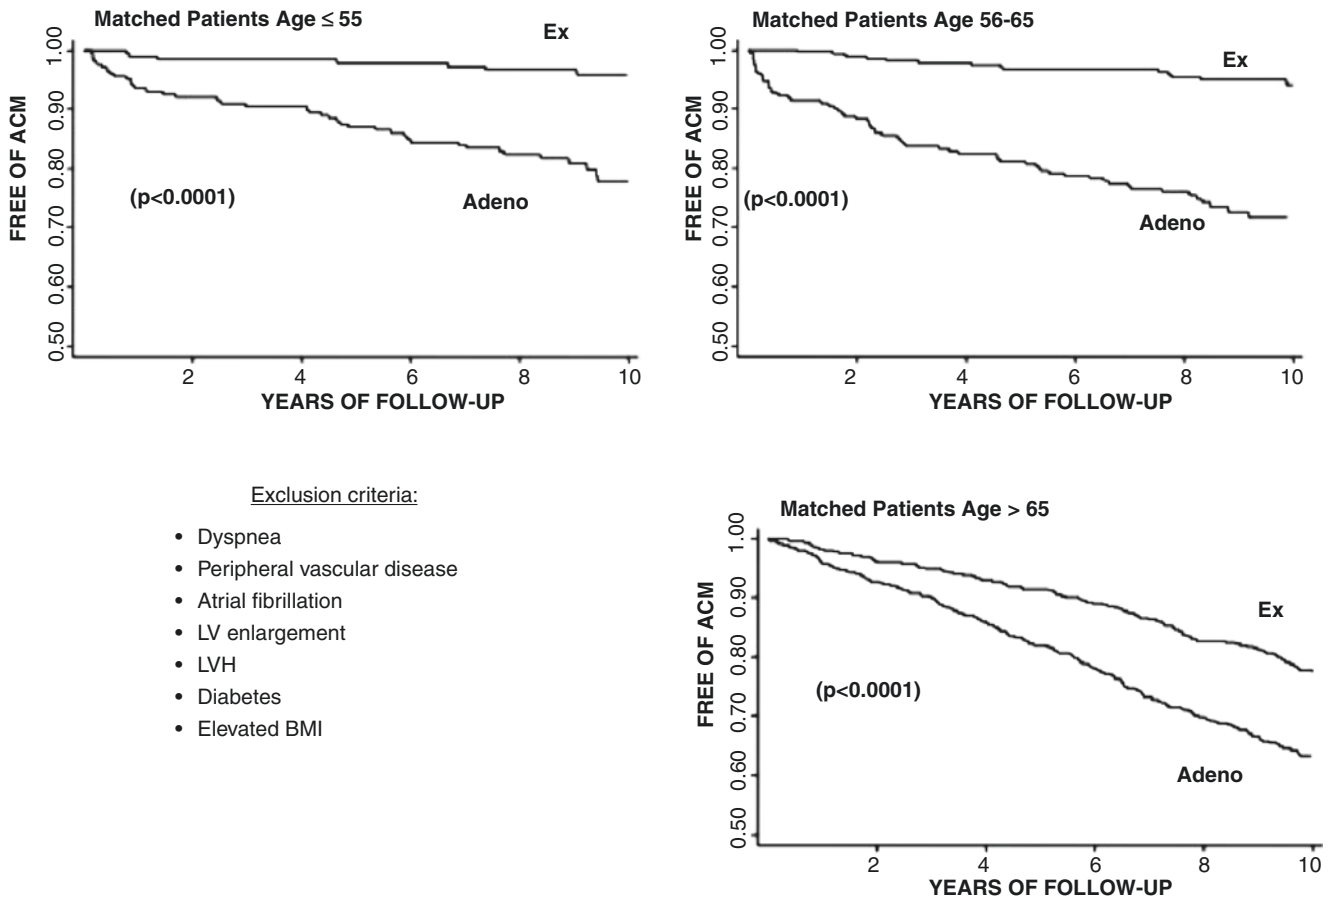 Matched Patients Age ≤ 55
Ex
FREE OF ACM
1.00
0.90
0.80
0.70
0.60
0.50
(p<0.0001)
Adeno
2 4 6 8 10
YEARS OF FOLLOW-UP
Matched Patients Age 56-65
Ex
FREE OF ACM
1.00
0.90
0.80
0.70
0.60
0.50
(p<0.0001)
Adeno
2 4 6 8 10
YEARS OF FOLLOW-UP
Exclusion criteria:
• Dyspnea
• Peripheral vascular disease
• Atrial fibrillation
• LV enlargement
• LVH
• Diabetes
• Elevated BMI
Matched Patients Age > 65
Ex
FREE OF ACM
1.00
0.90
0.80
0.70
0.60
0.50
(p<0.0001)
Adeno
2 4 6 8 10
YEARS OF FOLLOW-UP